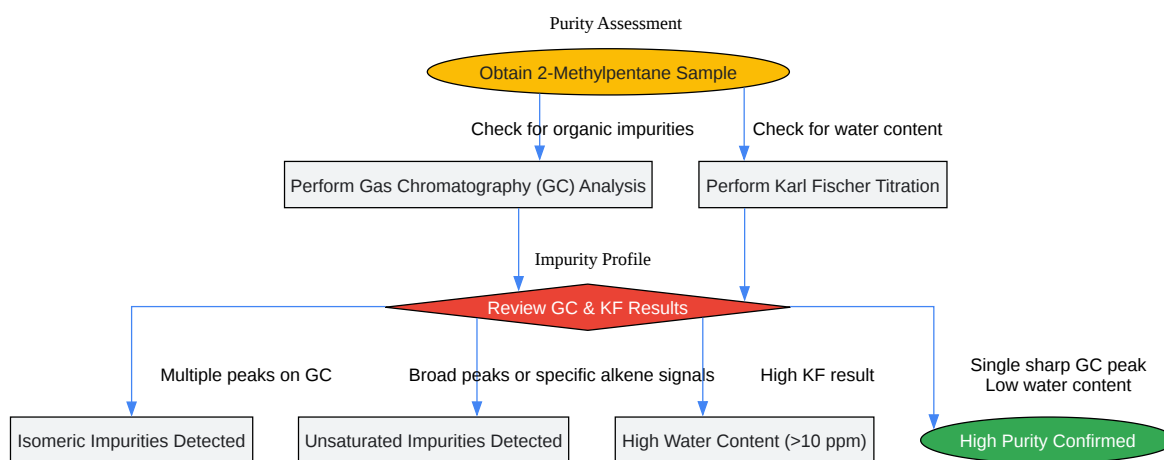 Purity Assessment
Obtain 2-Methylpentane Sample
Check for organic impurities
Check for water content
Perform Gas Chromatography (GC) Analysis
Perform Karl Fischer Titration
Impurity Profile
Review GC & KF Results
Multiple peaks on GC
Broad peaks or specific alkene signals
High KF result
Single sharp GC peak
Low water content
Isomeric Impurities Detected
Unsaturated Impurities Detected
High Water Content (>10 ppm)
High Purity Confirmed